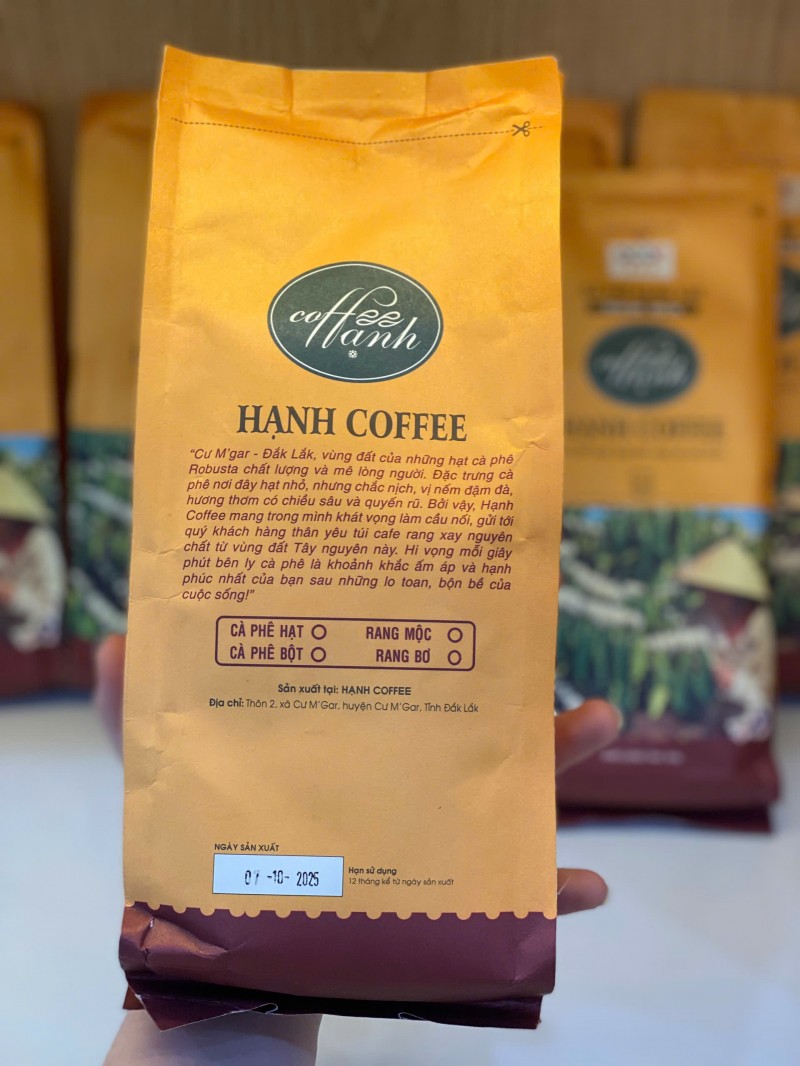 coffee
Hanh
HẠNH COFFEE
"Cư M'gar - Đắk Lắk, vùng đất của những hạt cà phê
Robusta chất lượng và mê lòng người. Đặc trưng cà
phê nơi đây hạt nhỏ, nhưng chắc nịch, vị nếm đậm đà,
hương thơm có chiều sâu và quyến rũ. Bởi vậy, Hạnh
Coffee mang trong mình khát vọng làm cầu nối, gửi tới
quý khách hàng thân yêu túi cafe rang xay nguyên
chất từ vùng đất Tây nguyên này. Hi vọng mỗi giây
phút bên ly cà phê là khoảnh khắc ấm áp và hạnh
phúc nhất của bạn sau những lo toan, bộn bề của
cuộc sống!"
CÀ PHÊ HẠT RANG MỘC
CÀ PHÊ BỘT RANG BƠ
Sản xuất tại: HẠNH COFFEE
Địa chỉ: Thôn 2, xã Cư M'Gar, huyện Cư M'Gar, Tỉnh Đắk Lắk
NGÀY SẢN XUẤT
07 -10- 2025
Hạn sử dụng
12 tháng kể từ ngày sản xuất
HẠNH COFFEE